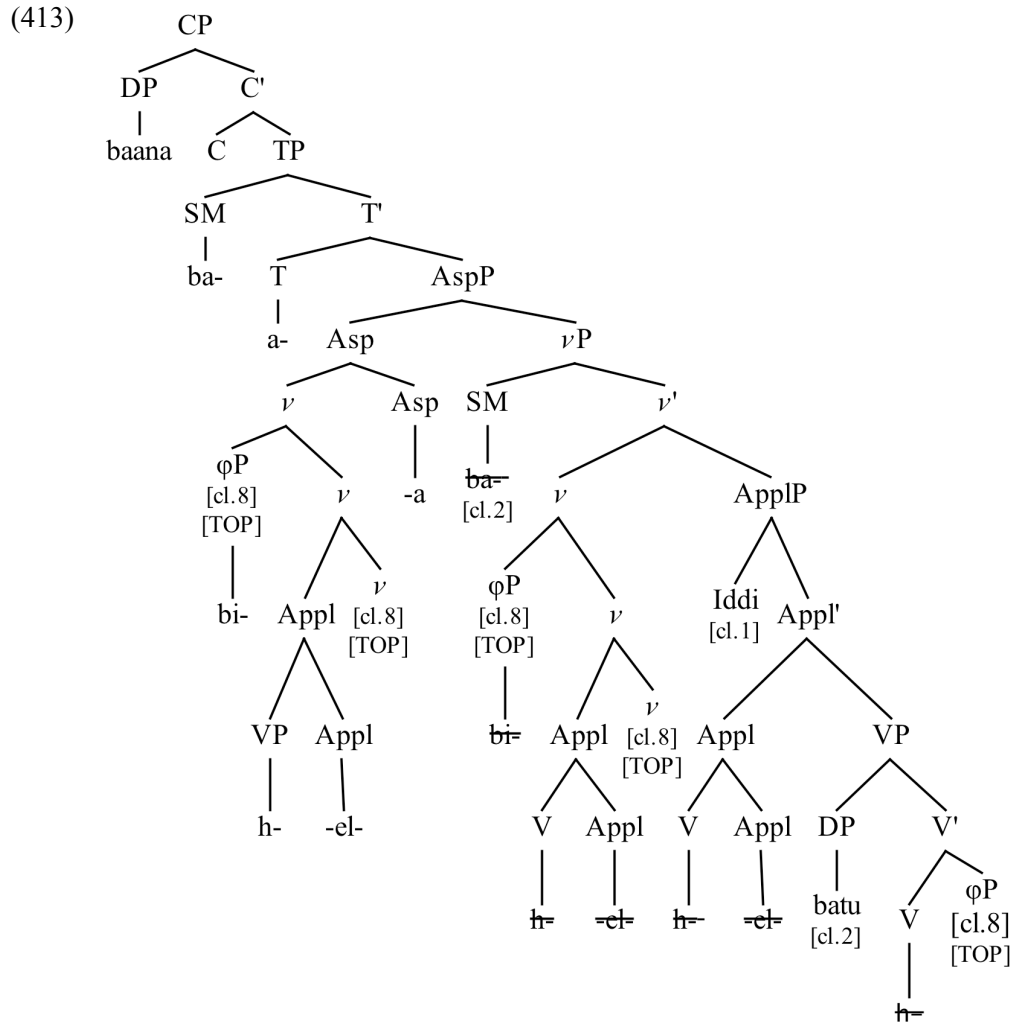 (413)
CP
DP C'
baana C TP
SM T'
ba- T AspP
a- Asp νP
ν Asp SM ν'
φP
[cl.8] ν -a ba- ν ApplP
[TOP] [cl.2]
ν φP Iddi
bi- Appl [cl.8] [cl.8] ν [cl.1] Appl'
[TOP] [TOP]
ν
VP Appl bi- Appl [cl.8] Appl VP
[TOP]
h- -el- V Appl V Appl DP V'
φP
h- -el- h- -el- batu V [cl.8]
[cl.2] [TOP]
h-